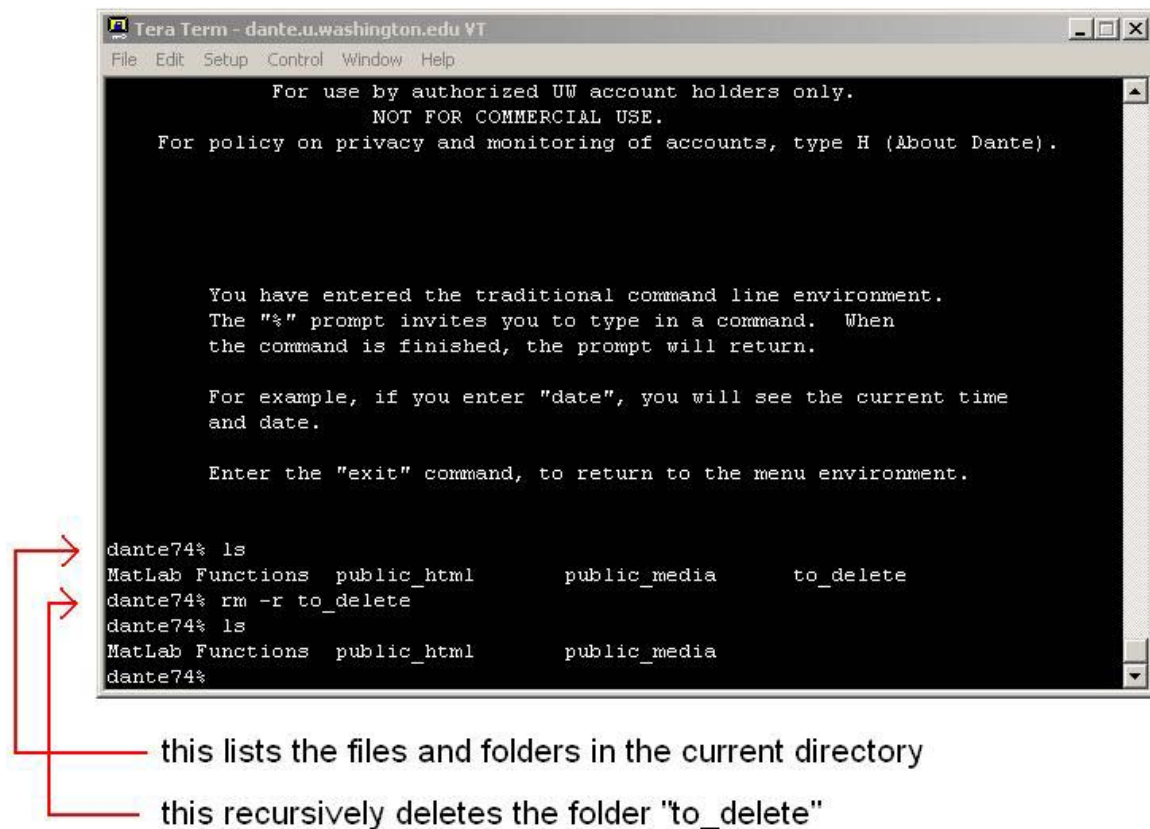 Tera Term - dante.u.washington.edu VT
File Edit Setup Control Window Help
For use by authorized UW account holders only.
NOT FOR COMMERCIAL USE.
For policy on privacy and monitoring of accounts, type H (About Dante).
You have entered the traditional command line environment.
The "%" prompt invites you to type in a command. When
the command is finished, the prompt will return.
For example, if you enter "date", you will see the current time
and date.
Enter the "exit" command, to return to the menu environment.
dante74% ls
MatLab Functions public_html public_media to_delete
dante74% rm -r to_delete
dante74% ls
MatLab Functions public_html public_media
dante74%
this lists the files and folders in the current directory
this recursively deletes the folder "to_delete"